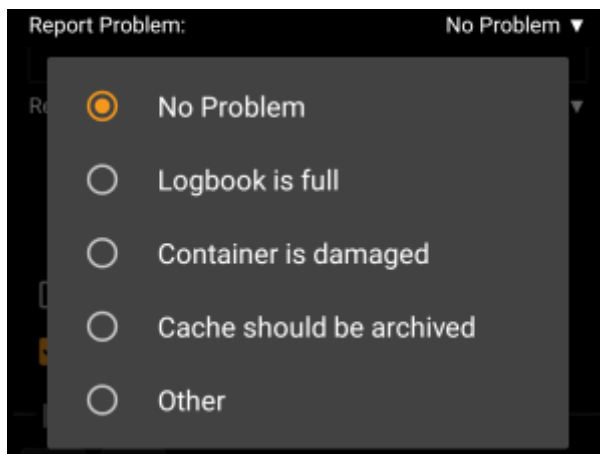 Report Problem: No Problem ▼
No Problem
Logbook is full
Container is damaged
Cache should be archived
Other